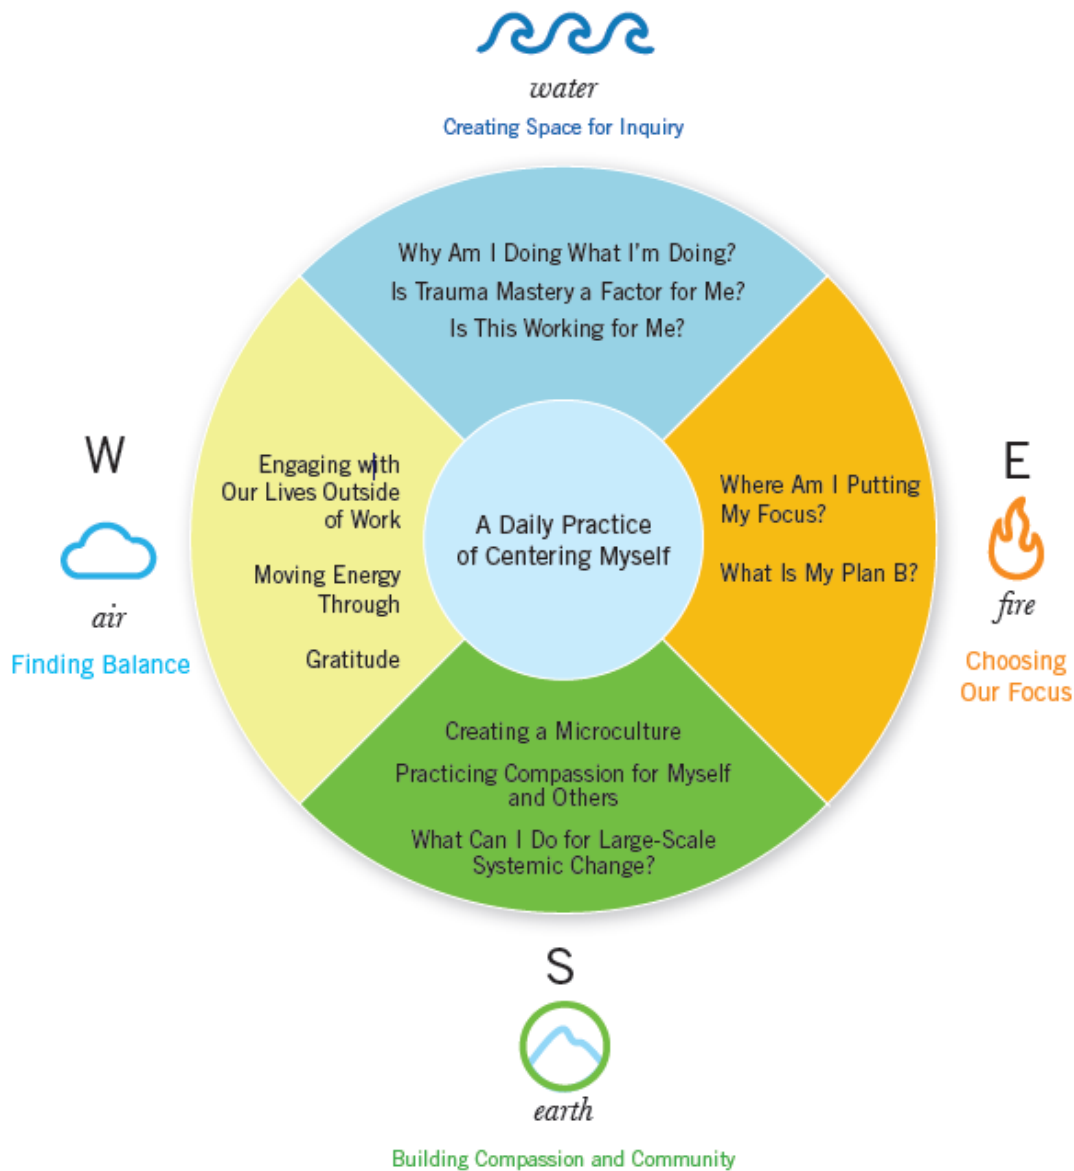 water
Creating Space for Inquiry
Why Am I Doing What I'm Doing?
Is Trauma Mastery a Factor for Me?
Is This Working for Me?
W
air
Finding Balance
Engaging with
Our Lives Outside
of Work
Moving Energy
Through
Gratitude
A Daily Practice
of Centering Myself
Where Am I Putting
My Focus?
What Is My Plan B?
E
fire
Choosing
Our Focus
Creating a Microculture
Practicing Compassion for Myself
and Others
What Can I Do for Large-Scale
Systemic Change?
S
earth
Building Compassion and Community